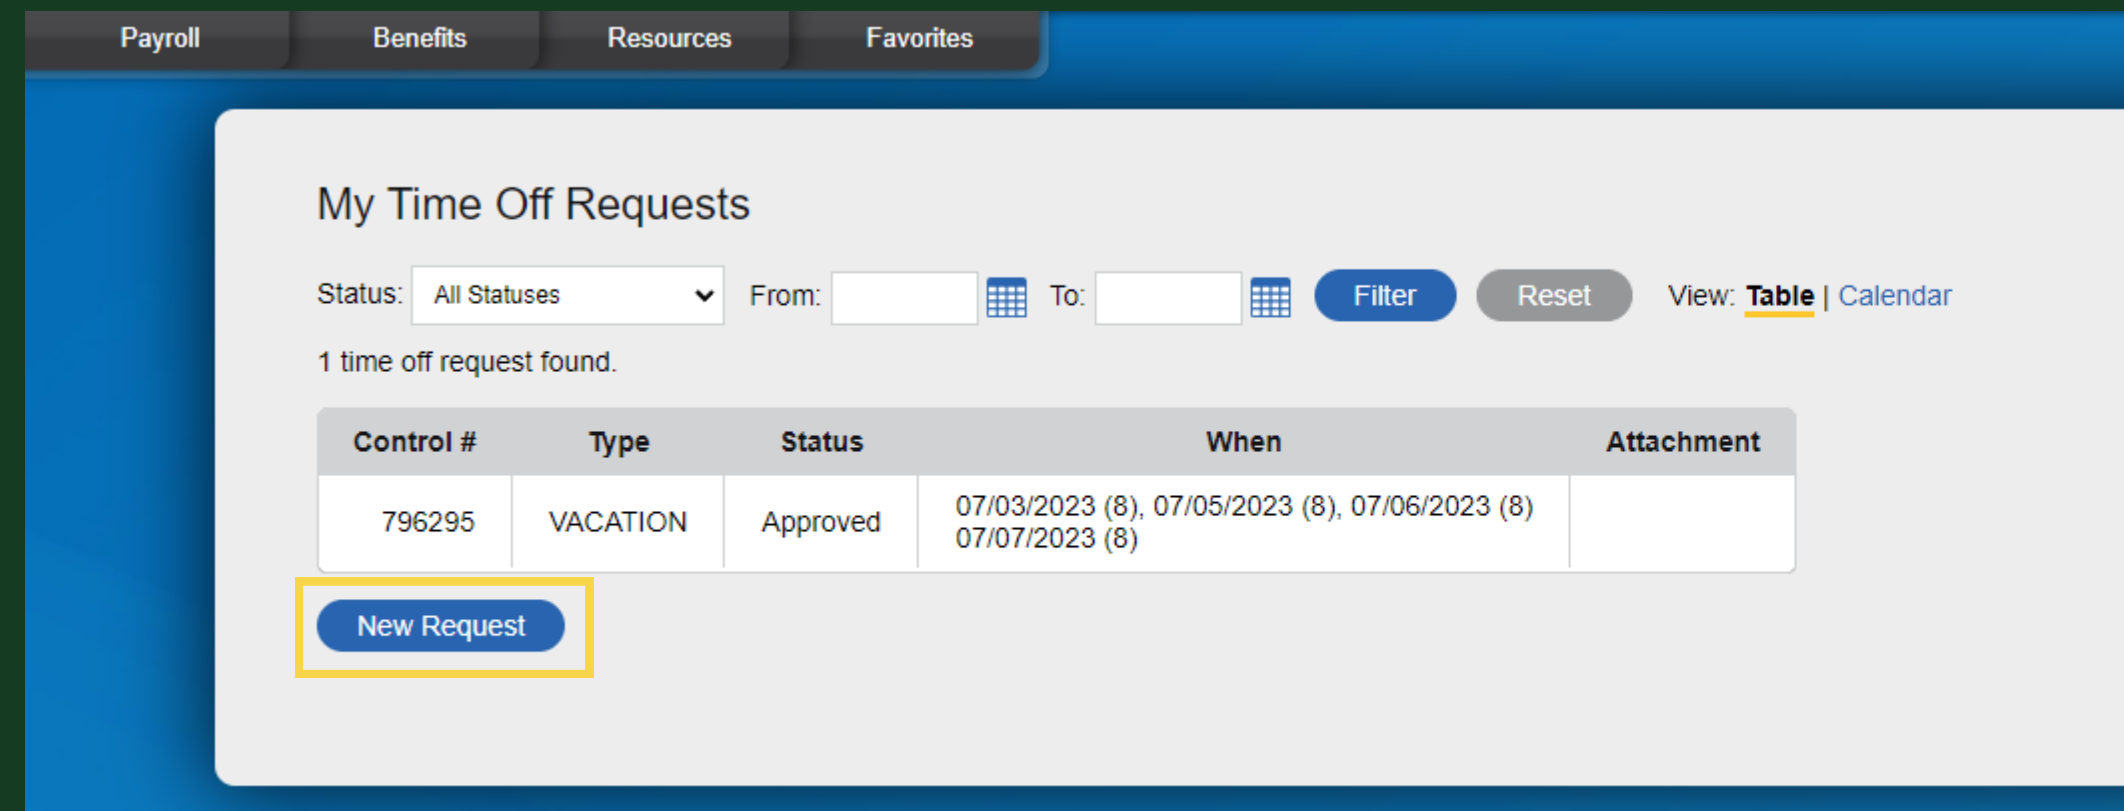 Payroll Benefits Resources Favorites
My Time Off Requests
Status: All Statuses From: To: Filter Reset View: Table | Calendar
1 time off request found.
Control # Type Status When Attachment
796295 VACATION Approved 07/03/2023 (8), 07/05/2023 (8), 07/06/2023 (8)
07/07/2023 (8)
New Request